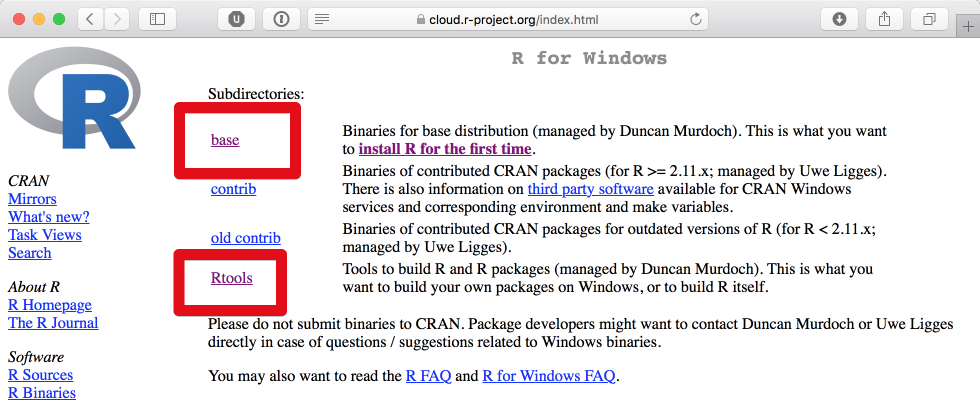 cloud.r-project.org/index.html
R
R for Windows
CRAN
Mirrors
What's new?
Task Views
Search
About R
R Homepage
The R Journal
Software
R Sources
R Binaries
Subdirectories:
base
Binaries for base distribution (managed by Duncan Murdoch). This is what you want
to install R for the first time.
contrib
Binaries of contributed CRAN packages (for R >= 2.11.x; managed by Uwe Ligges).
There is also information on third party software available for CRAN Windows
services and corresponding environment and make variables.
old contrib
Binaries of contributed CRAN packages for outdated versions of R (for R < 2.11.x;
managed by Uwe Ligges).
Rtools
Tools to build R and R packages (managed by Duncan Murdoch). This is what you
want to build your own packages on Windows, or to build R itself.
Please do not submit binaries to CRAN. Package developers might want to contact Duncan Murdoch or Uwe Ligges
directly in case of questions / suggestions related to Windows binaries.
You may also want to read the R FAQ and R for Windows FAQ.